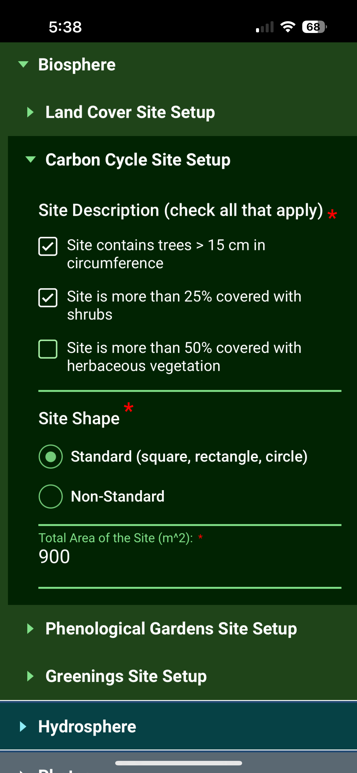 5:38
68
Biosphere
Land Cover Site Setup
Carbon Cycle Site Setup
Site Description (check all that apply) *
Site contains trees > 15 cm in
circumference
Site is more than 25% covered with
shrubs
Site is more than 50% covered with
herbaceous vegetation
Site Shape *
Standard (square, rectangle, circle)
Non-Standard
Total Area of the Site (m^2): *
900
Phenological Gardens Site Setup
Greenings Site Setup
Hydrosphere